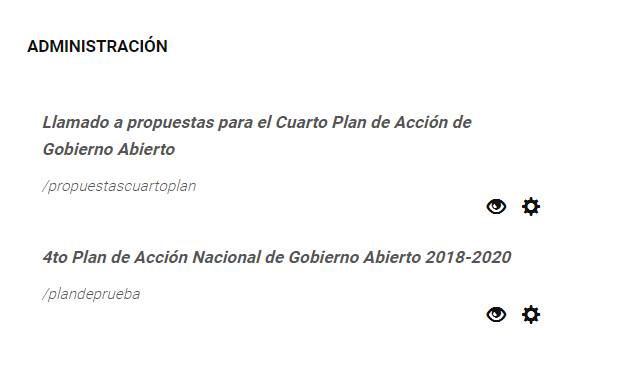 ADMINISTRACIÓN
Llamado a propuestas para el Cuarto Plan de Acción de
Gobierno Abierto
/propuestascuartoplan
4to Plan de Acción Nacional de Gobierno Abierto 2018-2020
/plandeprueba